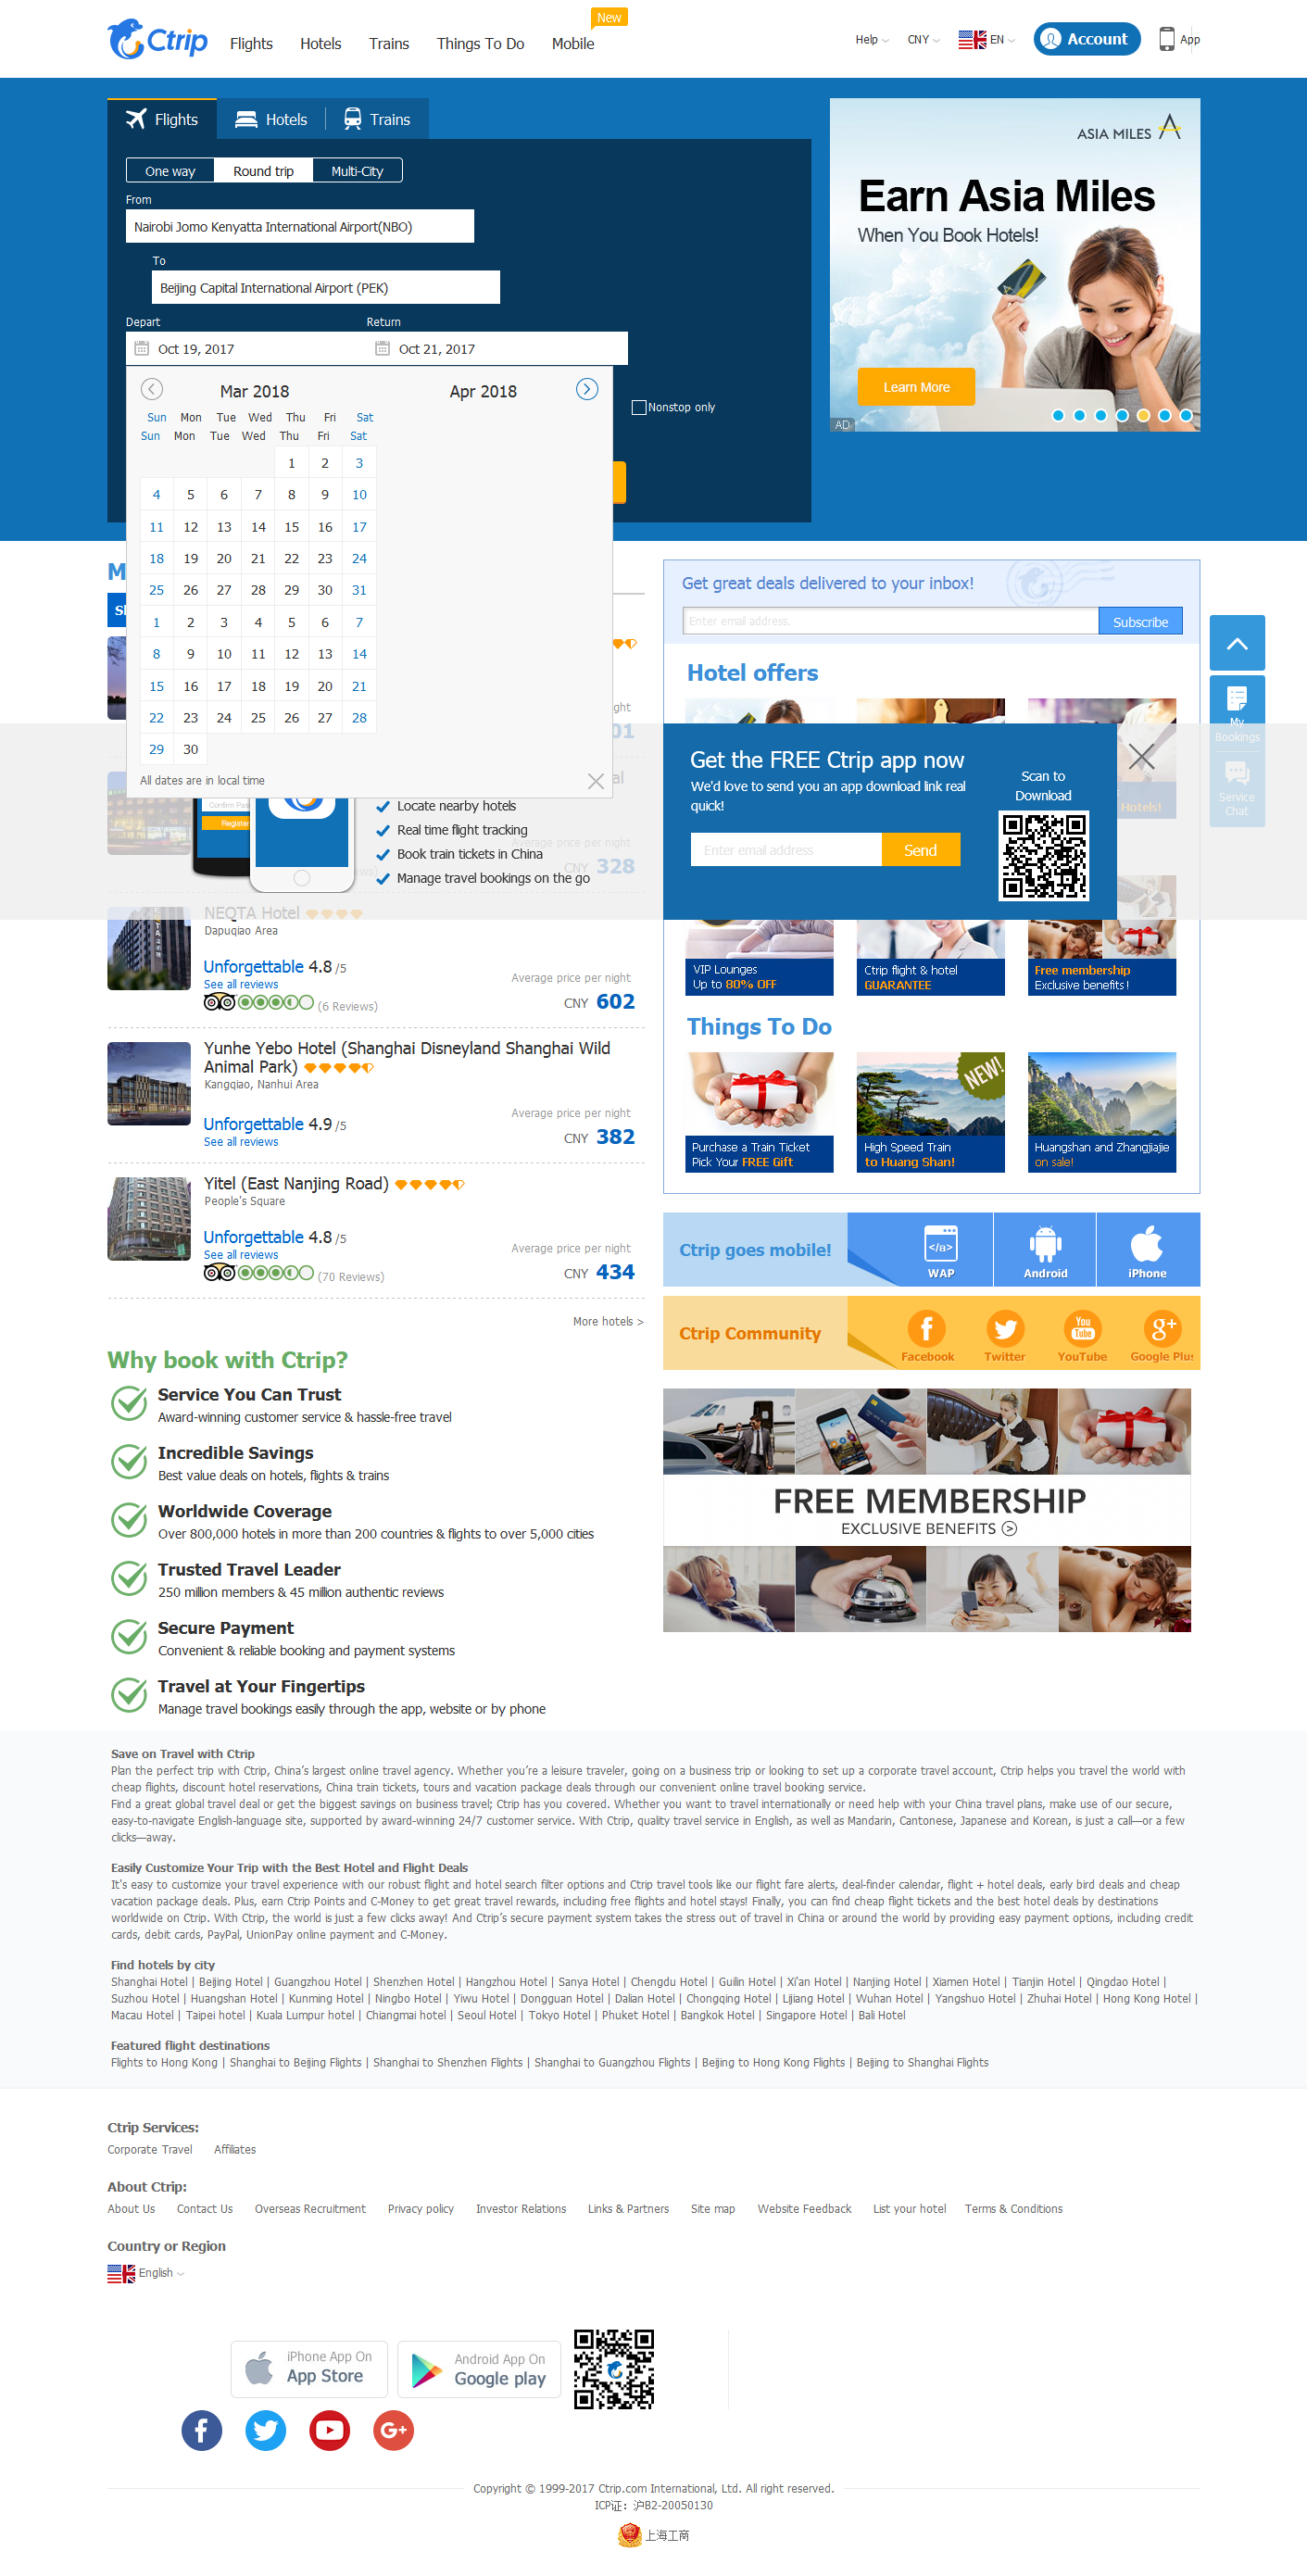 Ctrip
Flights
Hotels
Trains
Things To Do
Mobile
New
Help
CNY
EN
Account
App
Flights
Hotels
Trains
One way
Round trip
Multi-City
From
Nairobi Jomo Kenyatta International Airport(NBO)
To
Beijing Capital International Airport (PEK)
Depart
Return
Oct 19, 2017
Oct 21, 2017
Mar 2018
Apr 2018
Sun Mon Tue Wed Thu Fri Sat
Sun Mon Tue Wed Thu Fri Sat
1 2 3
4 5 6 7 8 9 10
11 12 13 14 15 16 17
18 19 20 21 22 23 24
25 26 27 28 29 30 31
1 2 3 4 5 6 7
8 9 10 11 12 13 14
15 16 17 18 19 20 21
22 23 24 25 26 27 28
29 30
All dates are in local time
Nonstop only
ASIA MILES
Earn Asia Miles
When You Book Hotels!
Learn More
AD
Get great deals delivered to your inbox!
Enter email address.
Subscribe
Hotel offers
My
Bookings
Service
Chat
Get the FREE Ctrip app now
We'd love to send you an app download link real
quick!
Enter email address
Send
Scan to
Download
Hotels!
Register
Locate nearby hotels
Real time flight tracking
Book train tickets in China
Manage travel bookings on the go
Average price per night
CNY 328
NEQTA Hotel
Dapuqiao Area
Unforgettable 4.8 /5
See all reviews
(6 Reviews)
Average price per night
CNY 602
Yunhe Yebo Hotel (Shanghai Disneyland Shanghai Wild
Animal Park)
Kangqiao, Nanhui Area
Unforgettable 4.9 /5
See all reviews
Average price per night
CNY 382
Yitel (East Nanjing Road)
People's Square
Unforgettable 4.8 /5
See all reviews
(70 Reviews)
Average price per night
CNY 434
More hotels >
VIP Lounges
Up to 80% OFF
Ctrip flight & hotel
GUARANTEE
Free membership
Exclusive benefits !
Things To Do
NEW!
Purchase a Train Ticket
Pick Your FREE Gift
High Speed Train
to Huang Shan!
Huangshan and Zhangjiajie
on sale!
Ctrip goes mobile!
</a>
WAP
Android
iPhone
Ctrip Community
Facebook
Twitter
You
Tube
YouTube
g+
Google Plus
FREE MEMBERSHIP
EXCLUSIVE BENEFITS
Why book with Ctrip?
Service You Can Trust
Award-winning customer service & hassle-free travel
Incredible Savings
Best value deals on hotels, flights & trains
Worldwide Coverage
Over 800,000 hotels in more than 200 countries & flights to over 5,000 cities
Trusted Travel Leader
250 million members & 45 million authentic reviews
Secure Payment
Convenient & reliable booking and payment systems
Travel at Your Fingertips
Manage travel bookings easily through the app, website or by phone
Save on Travel with Ctrip
Plan the perfect trip with Ctrip, China’s largest online travel agency. Whether you’re a leisure traveler, going on a business trip or looking to set up a corporate travel account, Ctrip helps you travel the world with
cheap flights, discount hotel reservations, China train tickets, tours and vacation package deals through our convenient online travel booking service.
Find a great global travel deal or get the biggest savings on business travel; Ctrip has you covered. Whether you want to travel internationally or need help with your China travel plans, make use of our secure,
easy-to-navigate English-language site, supported by award-winning 24/7 customer service. With Ctrip, quality travel service in English, as well as Mandarin, Cantonese, Japanese and Korean, is just a call—or a few
clicks—away.
Easily Customize Your Trip with the Best Hotel and Flight Deals
It's easy to customize your travel experience with our robust flight and hotel search filter options and Ctrip travel tools like our flight fare alerts, deal-finder calendar, flight + hotel deals, early bird deals and cheap
vacation package deals. Plus, earn Ctrip Points and C-Money to get great travel rewards, including free flights and hotel stays! Finally, you can find cheap flight tickets and the best hotel deals by destinations
worldwide on Ctrip. With Ctrip, the world is just a few clicks away! And Ctrip’s secure payment system takes the stress out of travel in China or around the world by providing easy payment options, including credit
cards, debit cards, PayPal, UnionPay online payment and C-Money.
Find hotels by city
Shanghai Hotel | Beijing Hotel | Guangzhou Hotel | Shenzhen Hotel | Hangzhou Hotel | Sanya Hotel | Chengdu Hotel | Guilin Hotel | Xi'an Hotel | Nanjing Hotel | Xiamen Hotel | Tianjin Hotel | Qingdao Hotel |
Suzhou Hotel | Huangshan Hotel | Kunming Hotel | Ningbo Hotel | Yiwu Hotel | Dongguan Hotel | Dalian Hotel | Chongqing Hotel | Lijiang Hotel | Wuhan Hotel | Yangshuo Hotel | Zhuhai Hotel | Hong Kong Hotel |
Macau Hotel | Taipei hotel | Kuala Lumpur hotel | Chiangmai hotel | Seoul Hotel | Tokyo Hotel | Phuket Hotel | Bangkok Hotel | Singapore Hotel | Bali Hotel
Featured flight destinations
Flights to Hong Kong | Shanghai to Beijing Flights | Shanghai to Shenzhen Flights | Shanghai to Guangzhou Flights | Beijing to Hong Kong Flights | Beijing to Shanghai Flights
Ctrip Services:
Corporate Travel
Affiliates
About Ctrip:
About Us
Contact Us
Overseas Recruitment
Privacy policy
Investor Relations
Links & Partners
Site map
Website Feedback
List your hotel
Terms & Conditions
Country or Region
English
iPhone App On
App Store
Android App On
Google play
G+
Copyright © 1999-2017 Ctrip.com International, Ltd. All right reserved.
ICP证：沪B2-20050130
上海工商